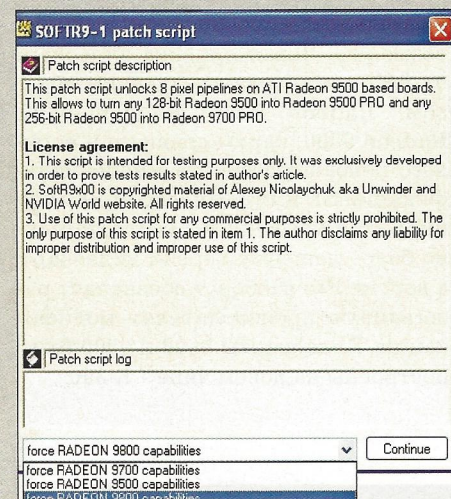 SOFTR9-1 patch script
Patch script description
This patch script unlocks 8 pixel pipelines on ATI Radeon 9500 based boards.
This allows to turn any 128-bit Radeon 9500 into Radeon 9500 PRO and any
256-bit Radeon 9500 into Radeon 9700 PRO.
License agreement:
1. This script is intended for testing purposes only. It was exclusively developed
in order to prove tests results stated in author's article.
2. SoftR9x00 is copyrighted material of Alexey Nicolaychuk aka Unwinder and
NVIDIA World website. All rights reserved.
3. Use of this patch script for any commercial purposes is strictly prohibited. The
only purpose of this script is stated in item 1. The author disclaims any liability for
improper distribution and improper use of this script.
Patch script log
force RADEON 9800 capabilities
Continue
force RADEON 9700 capabilities
force RADEON 9500 capabilities
force RADEON 9800 capabilities